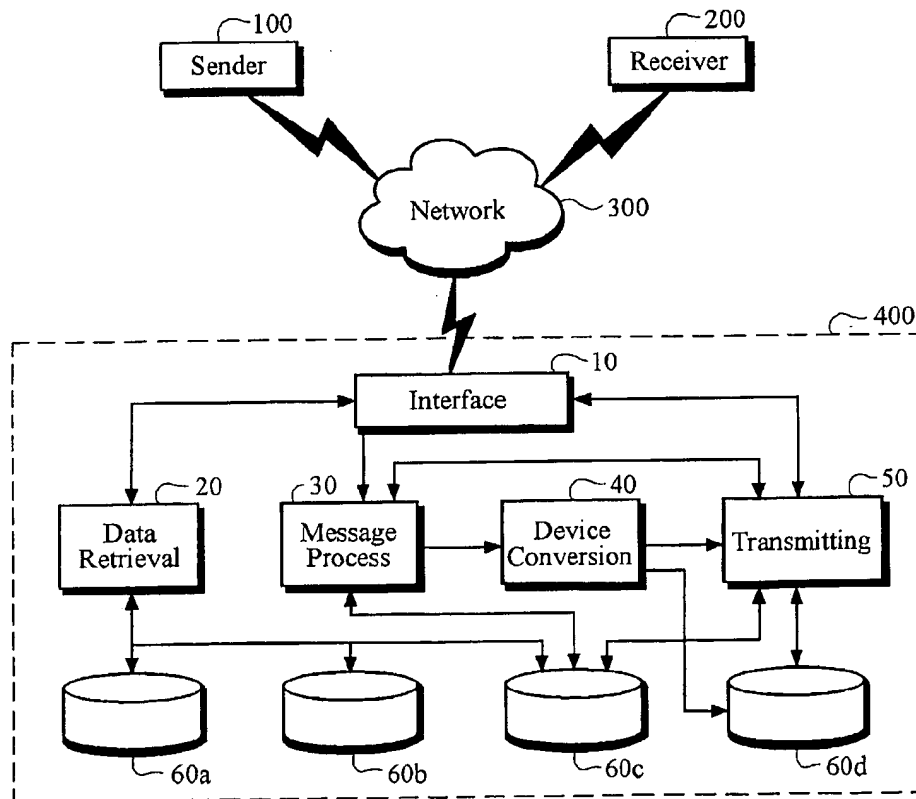 100
200
Sender
Receiver
Network
300
400
10
Interface
20
30
40
50
Data
Retrieval
Message
Process
Device
Conversion
Transmitting
60a
60b
60c
60d